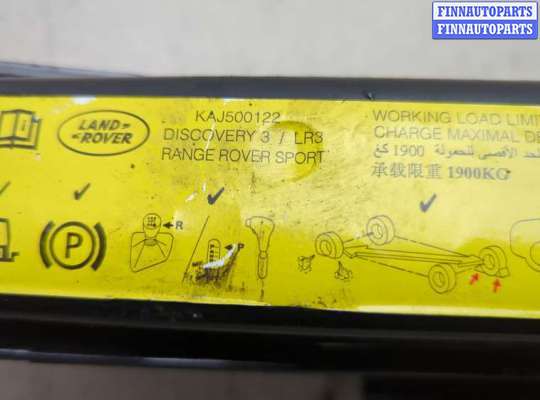 FINNAUTOPARTS
FINNAUTOPARTS
LAND
ROVER
KAJ500122
DISCOVERY 3 / LR3
RANGE ROVER SPORT
WORKING LOAD LIMI
CHARGE MAXIMAL DE
الحد الأقصى للحمولة 1900 كغ
承载限重 1900KG
P
R